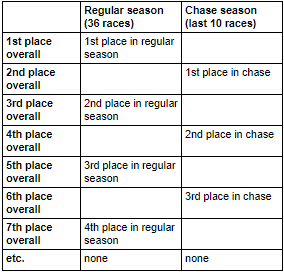 Regular season Chase season
(36 races) (last 10 races)
1st place 1st place in regular
overall season
2nd place 1st place in chase
overall
3rd place 2nd place in regular
overall season
4th place 2nd place in chase
overall
5th place 3rd place in regular
overall season
6th place 3rd place in chase
overall
7th place 4th place in regular
overall season
etc. none none